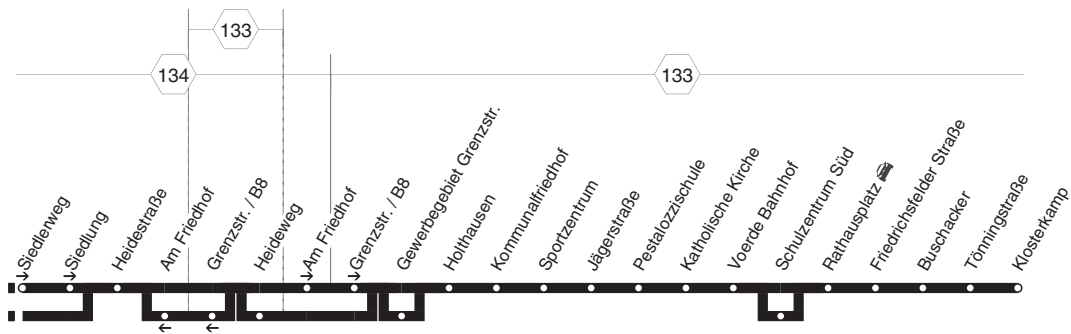 133
134
133
Siedlerweg
Siedlung
Heidestraße
Am Friedhof
Grenzstr. / B8
Heideweg
Am Friedhof
Grenzstr. / B8
Gewerbegebiet Grenzstr.
Holthausen
Kommunalfriedhof
Sportzentrum
Jägerstraße
Pestalozzischule
Katholische Kirche
Voerde Bahnhof
Schulzentrum Süd
Rathausplatz
Friedrichsfelder Straße
Buschacker
Tönningstraße
Klosterkamp